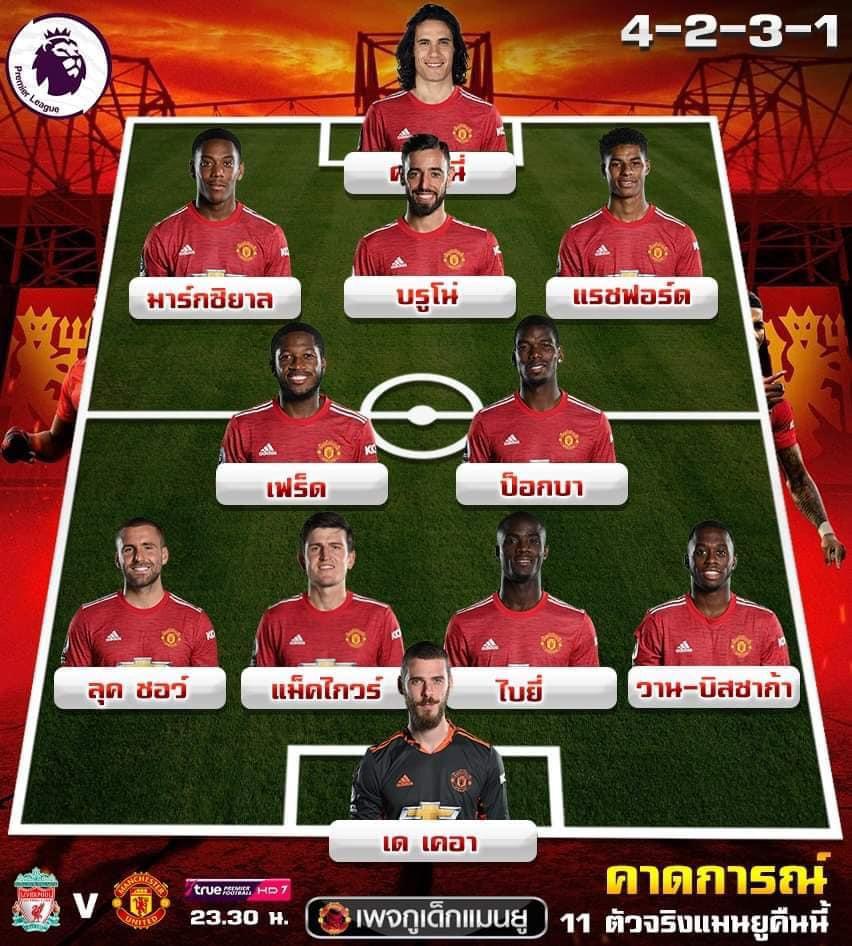 Premier League
4-2-3-1
มาร์กซิยาล
บรูโน่
แรชฟอร์ด
เฟร็ด
ป็อกบา
ลุค ชอว์
แม็คไกวร์
ไบยี่
วาน-บิสซาก้า
เด เคอา
LIVERPOOL
V
MANCHESTER
UNITED
true PREMIER FOOTBALL HD 7
23.30 น.
เพจกูเด็กแมนยู
คาดการณ์
11 ตัวจริงแมนยูคืนนี้